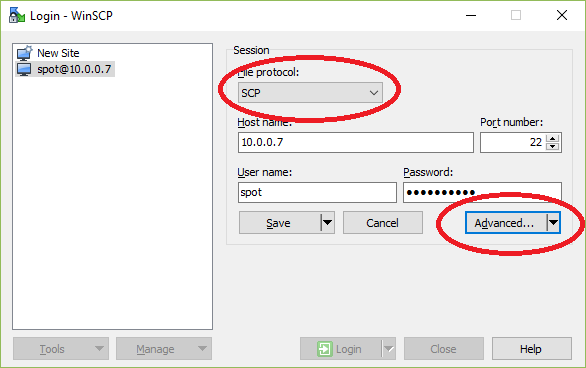 Login - WinSCP
New Site
spot@10.0.0.7
Session
File protocol:
SCP
Host name:
Port number:
10.0.0.7
22
User name:
Password:
spot
●●●●●●●●●●
Save
Cancel
Advanced...
Tools
Manage
Login
Close
Help